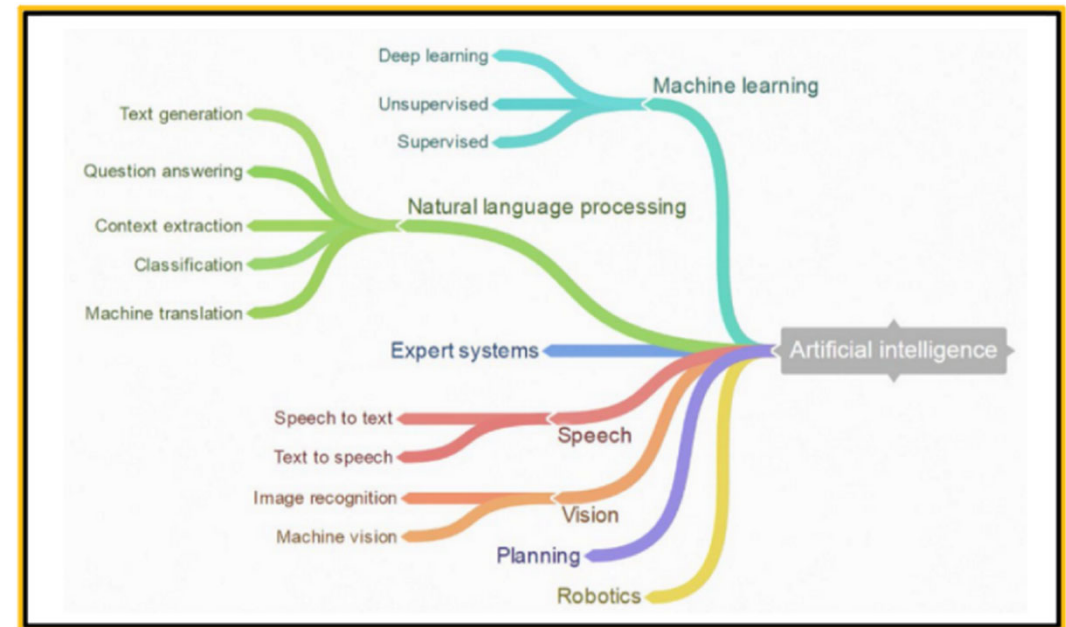 Deep learning
Unsupervised
Supervised
Machine learning
Text generation
Question answering
Context extraction
Classification
Machine translation
Natural language processing
Expert systems
Artificial intelligence
Speech to text
Text to speech
Speech
Image recognition
Machine vision
Vision
Planning
Robotics